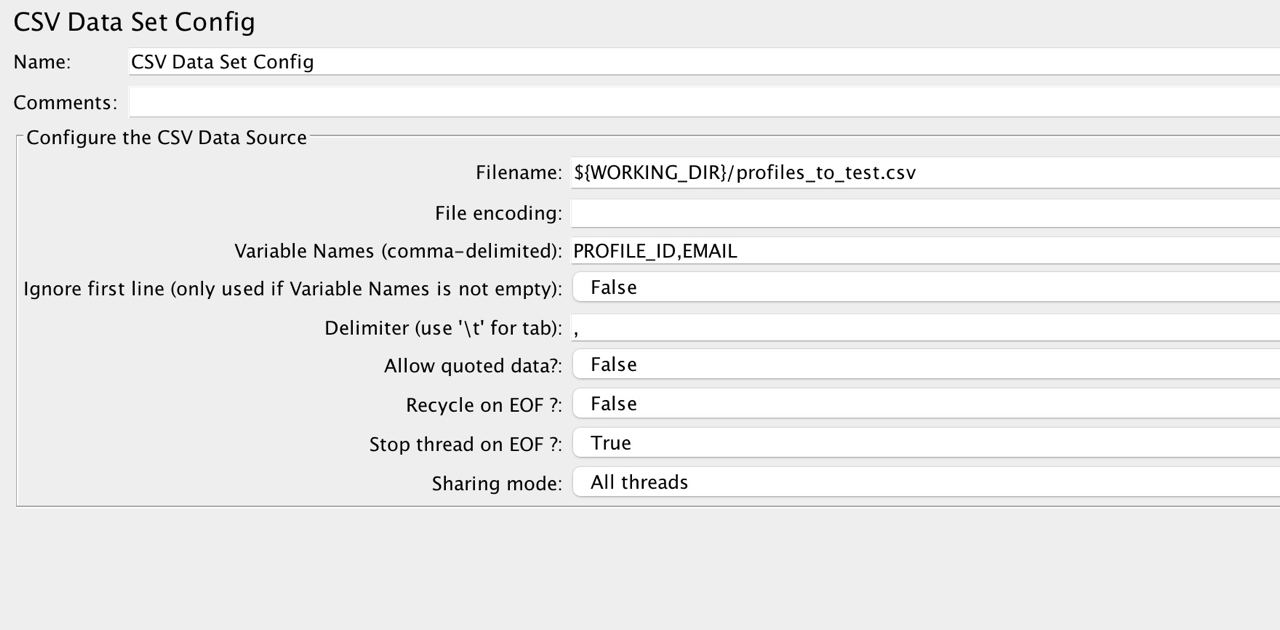 CSV Data Set Config
Name: CSV Data Set Config
Comments:
Configure the CSV Data Source
Filename: ${WORKING_DIR}/profiles_to_test.csv
File encoding:
Variable Names (comma-delimited): PROFILE_ID,EMAIL
Ignore first line (only used if Variable Names is not empty): False
Delimiter (use '\t' for tab): ,
Allow quoted data?: False
Recycle on EOF ?: False
Stop thread on EOF ?: True
Sharing mode: All threads